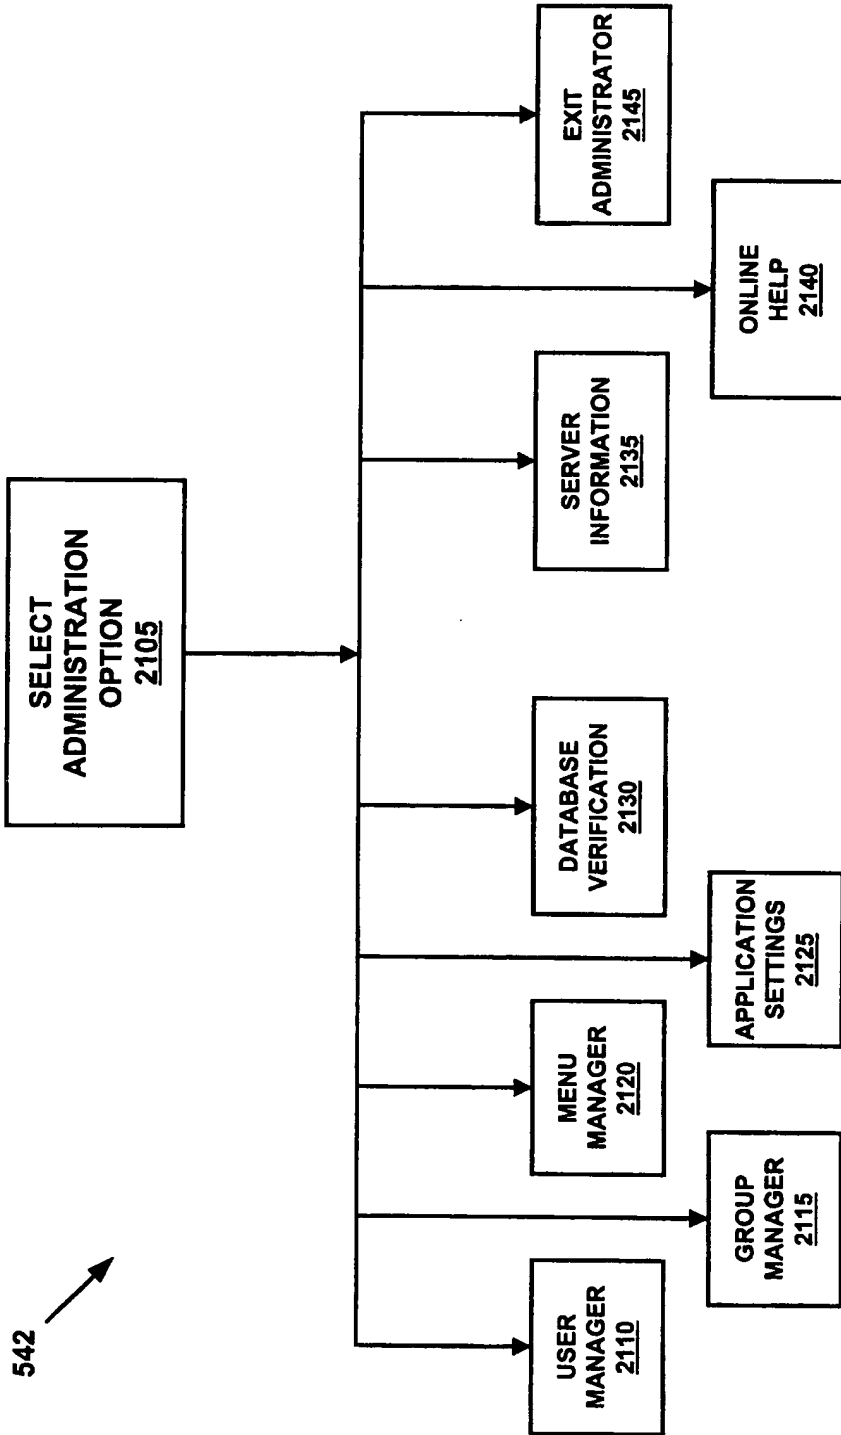 542
SELECT
ADMINISTRATION
OPTION
2105
USER
MANAGER
2110
GROUP
MANAGER
2115
MENU
MANAGER
2120
APPLICATION
SETTINGS
2125
DATABASE
VERIFICATION
2130
SERVER
INFORMATION
2135
ONLINE
HELP
2140
EXIT
ADMINISTRATOR
2145